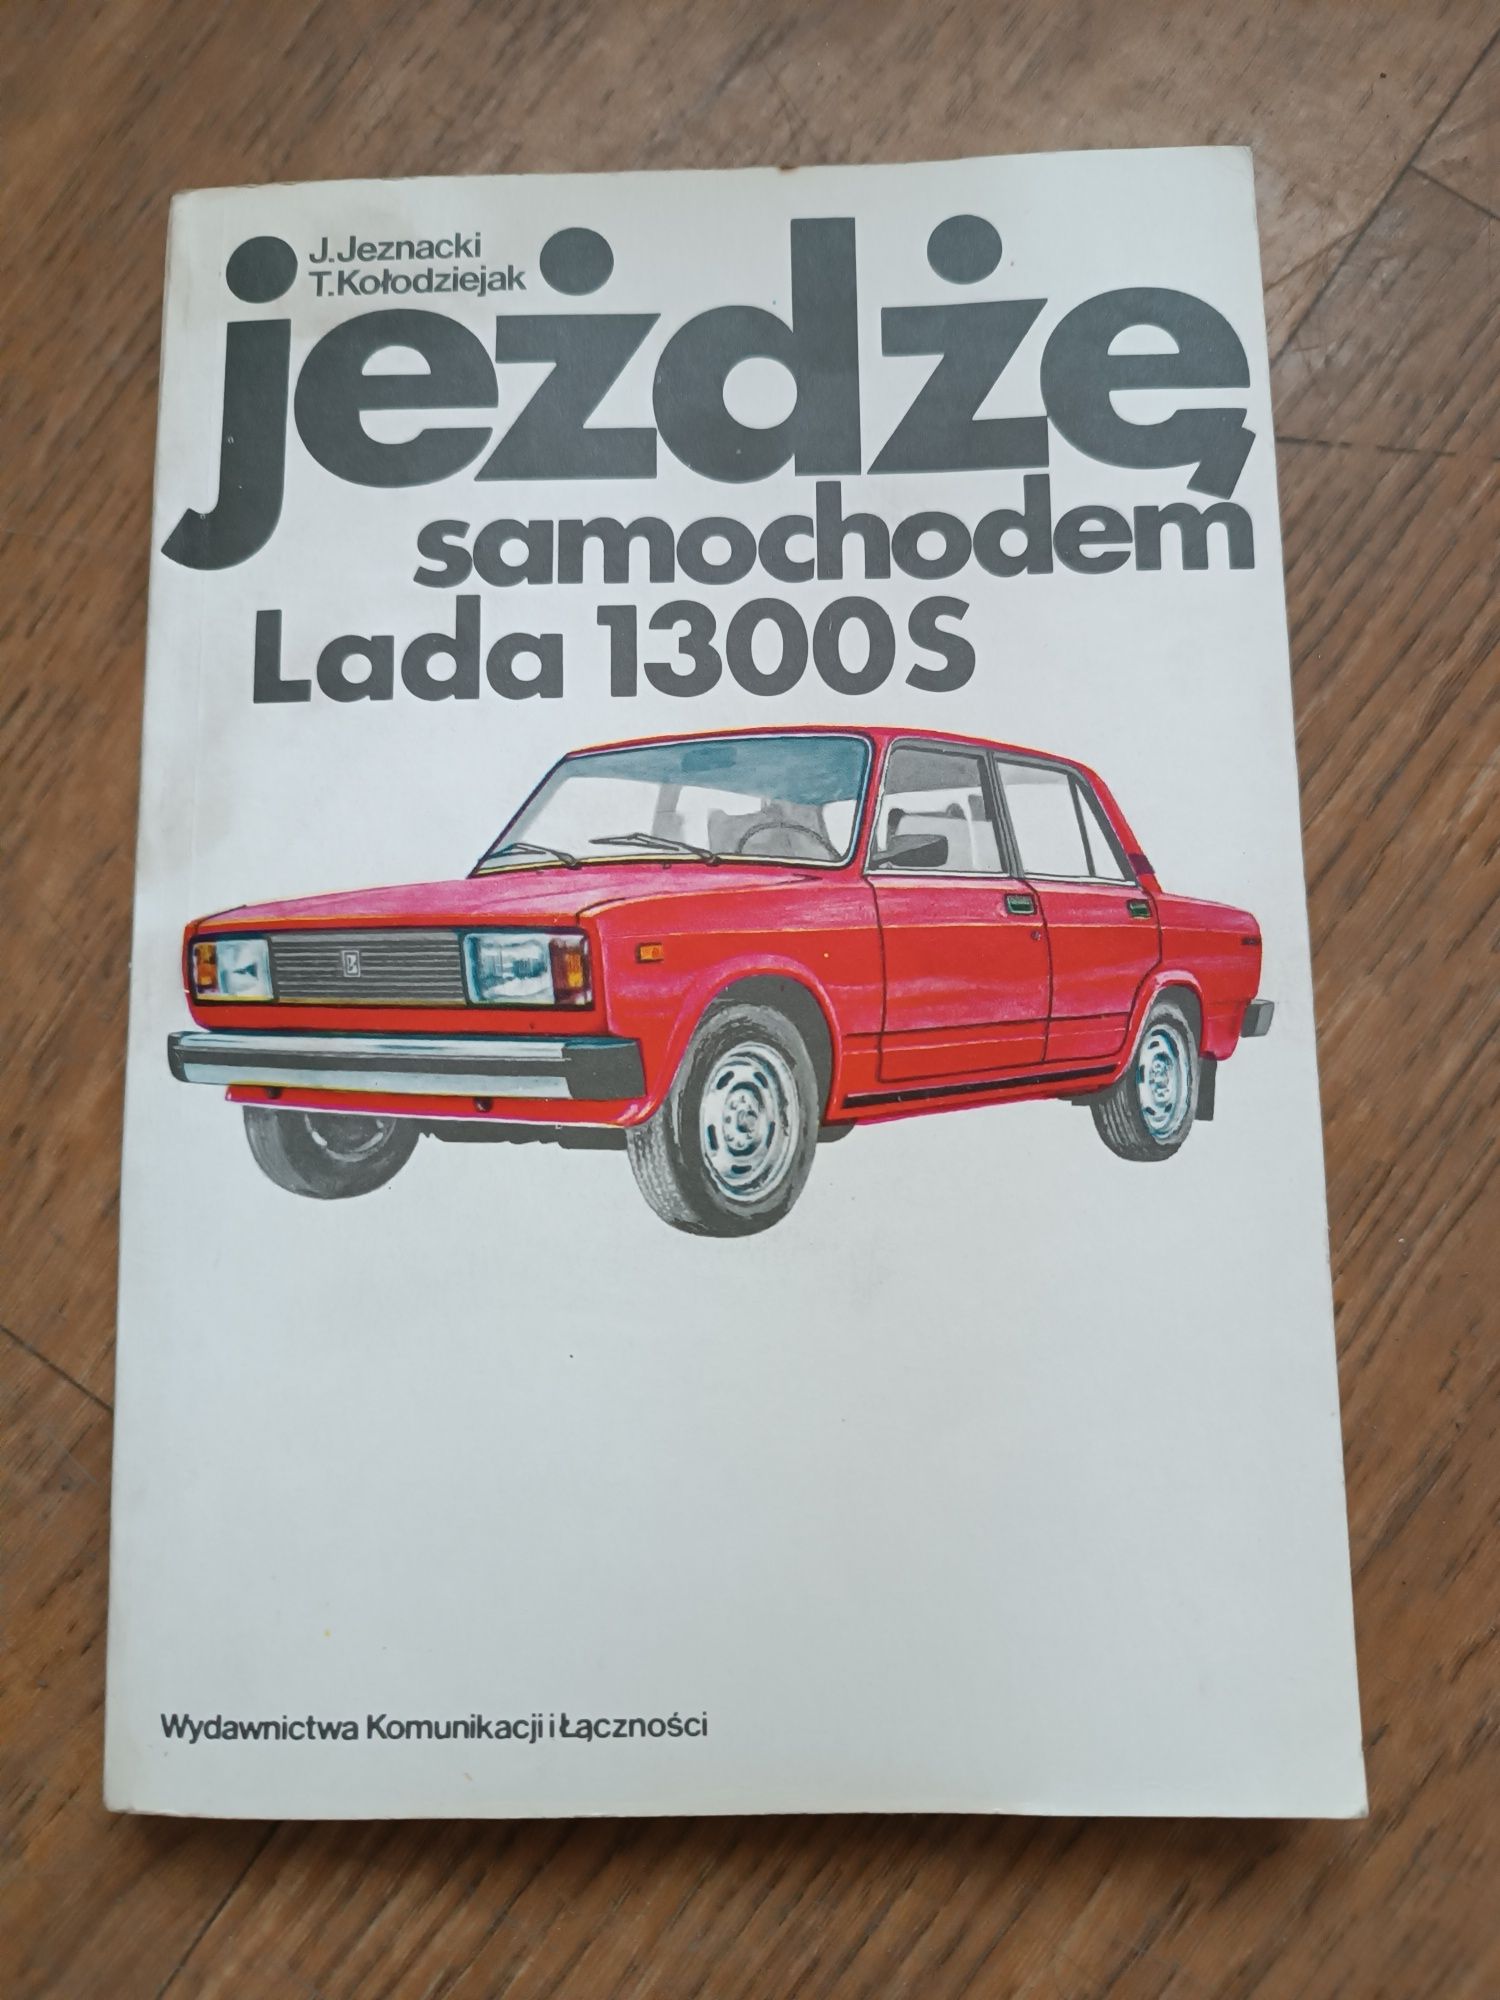 J.Jeznacki
T.Kołodziejak
jeżdżę
samochodem
Lada 1300S
Wydawnictwa Komunikacji i Łączności